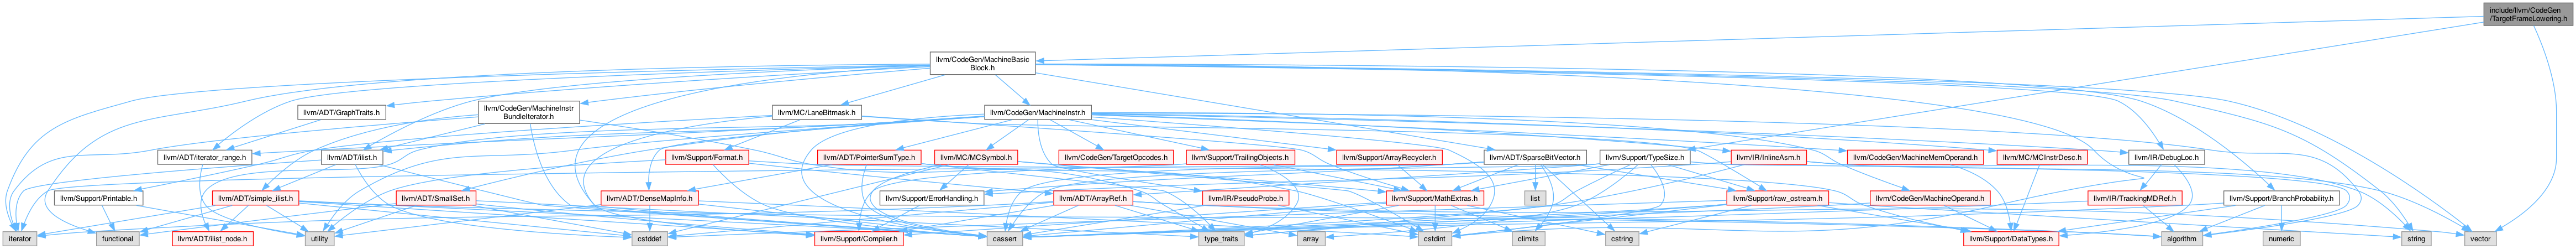 include/llvm/CodeGen
/TargetFrameLowering.h
llvm/CodeGen/MachineBasic
Block.h
llvm/ADT/GraphTraits.h
llvm/CodeGen/MachineInstr
BundleIterator.h
llvm/MC/LaneBitmask.h
llvm/CodeGen/MachineInstr.h
llvm/ADT/iterator_range.h
llvm/ADT/ilist.h
llvm/Support/Format.h
llvm/ADT/PointerSumType.h
llvm/MC/MCSymbol.h
llvm/CodeGen/TargetOpcodes.h
llvm/Support/TrailingObjects.h
llvm/Support/ArrayRecycler.h
llvm/ADT/SparseBitVector.h
llvm/Support/TypeSize.h
llvm/IR/InlineAsm.h
llvm/CodeGen/MachineMemOperand.h
llvm/MC/MCInstrDesc.h
llvm/IR/DebugLoc.h
llvm/Support/Printable.h
llvm/ADT/simple_ilist.h
llvm/ADT/SmallSet.h
llvm/ADT/DenseMapInfo.h
llvm/Support/ErrorHandling.h
llvm/ADT/ArrayRef.h
llvm/IR/PseudoProbe.h
llvm/Support/MathExtras.h
list
llvm/Support/raw_ostream.h
llvm/CodeGen/MachineOperand.h
llvm/IR/TrackingMDRef.h
llvm/Support/BranchProbability.h
iterator
functional
llvm/ADT/ilist_node.h
utility
cstddef
llvm/Support/Compiler.h
cassert
type_traits
array
cstdint
climits
cstring
llvm/Support/DataTypes.h
algorithm
numeric
string
vector